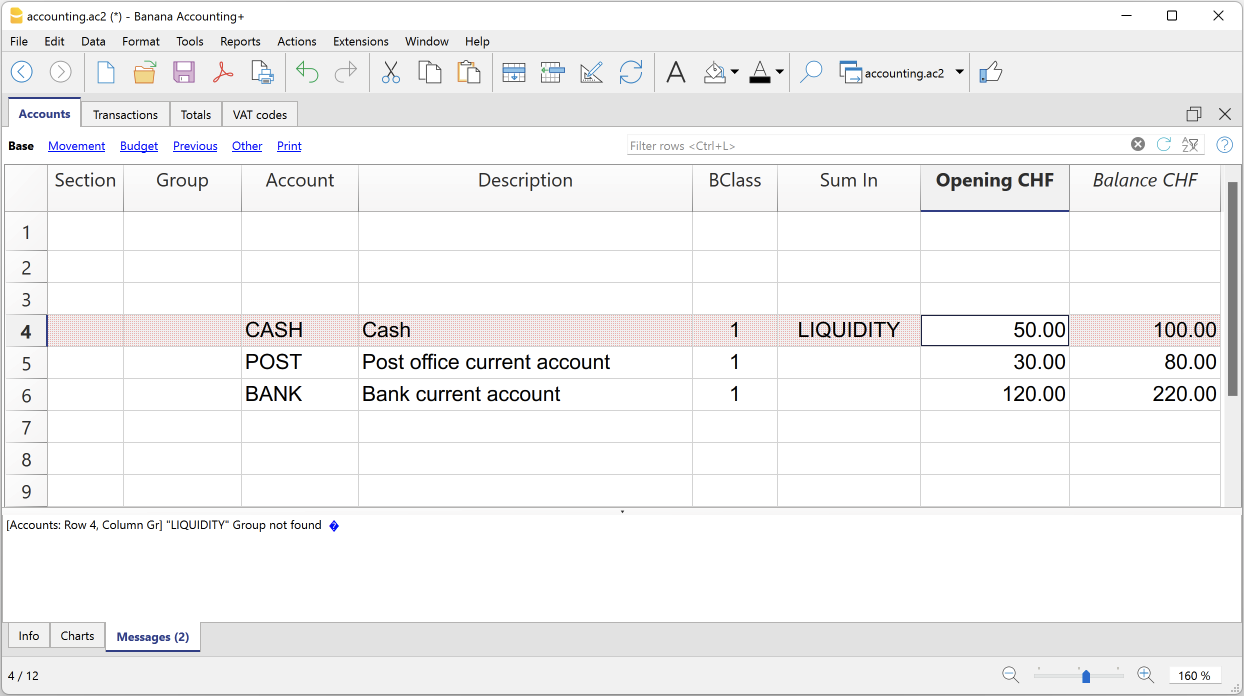 accounting.ac2 (*) - Banana Accounting+
File Edit Data Format Tools Reports Actions Extensions Window Help
accounting.ac2
Accounts Transactions Totals VAT codes
Base Movement Budget Previous Other Print Filter rows <Ctrl+L>
Section Group Account Description BClass Sum In Opening CHF Balance CHF
1
2
3
4 CASH Cash 1 LIQUIDITY 50.00 100.00
5 POST Post office current account 1 30.00 80.00
6 BANK Bank current account 1 120.00 220.00
7
8
9
[Accounts: Row 4, Column Gr] "LIQUIDITY" Group not found
Info Charts Messages (2)
4 / 12 160 %